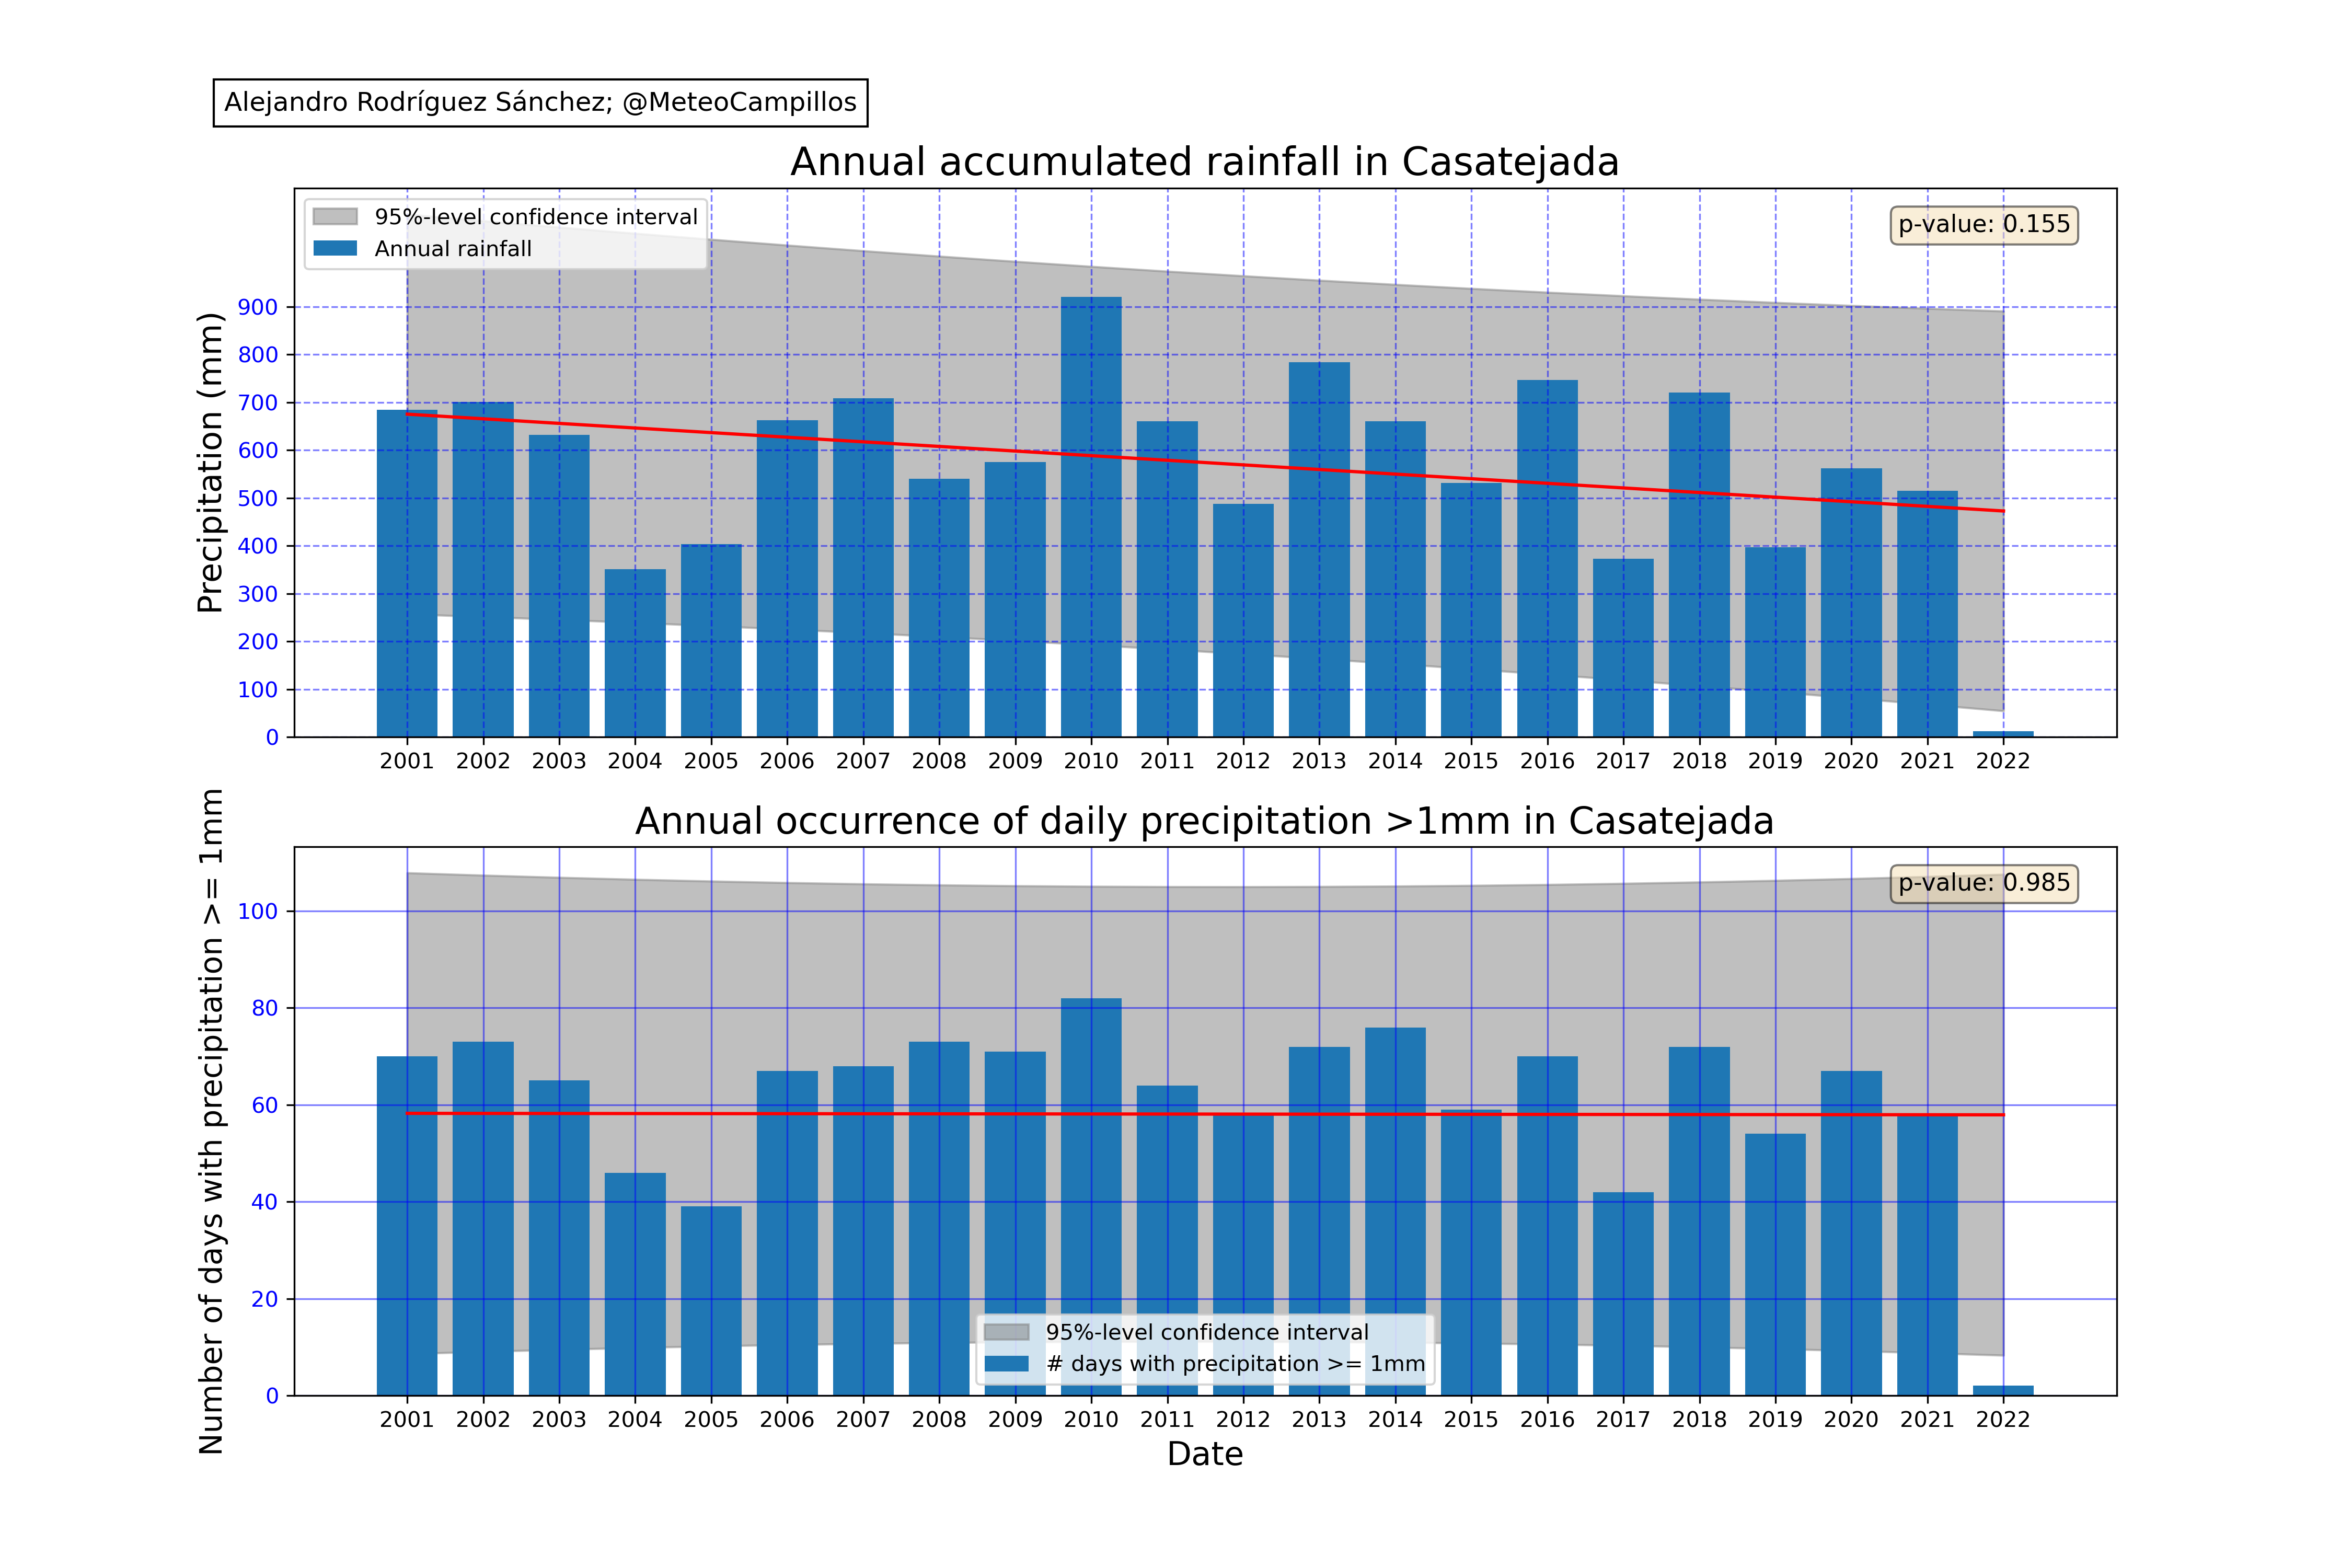 Alejandro Rodríguez Sánchez; @MeteoCampillos
Annual accumulated rainfall in Casatejada
95%-level confidence interval
Annual rainfall
p-value: 0.155
Precipitation (mm)
900
800
700
600
500
400
300
200
100
0
2001 2002 2003 2004 2005 2006 2007 2008 2009 2010 2011 2012 2013 2014 2015 2016 2017 2018 2019 2020 2021 2022
Annual occurrence of daily precipitation >1mm in Casatejada
p-value: 0.985
Number of days with precipitation >= 1mm
100
80
60
40
20
0
95%-level confidence interval
# days with precipitation >= 1mm
2001 2002 2003 2004 2005 2006 2007 2008 2009 2010 2011 2012 2013 2014 2015 2016 2017 2018 2019 2020 2021 2022
Date